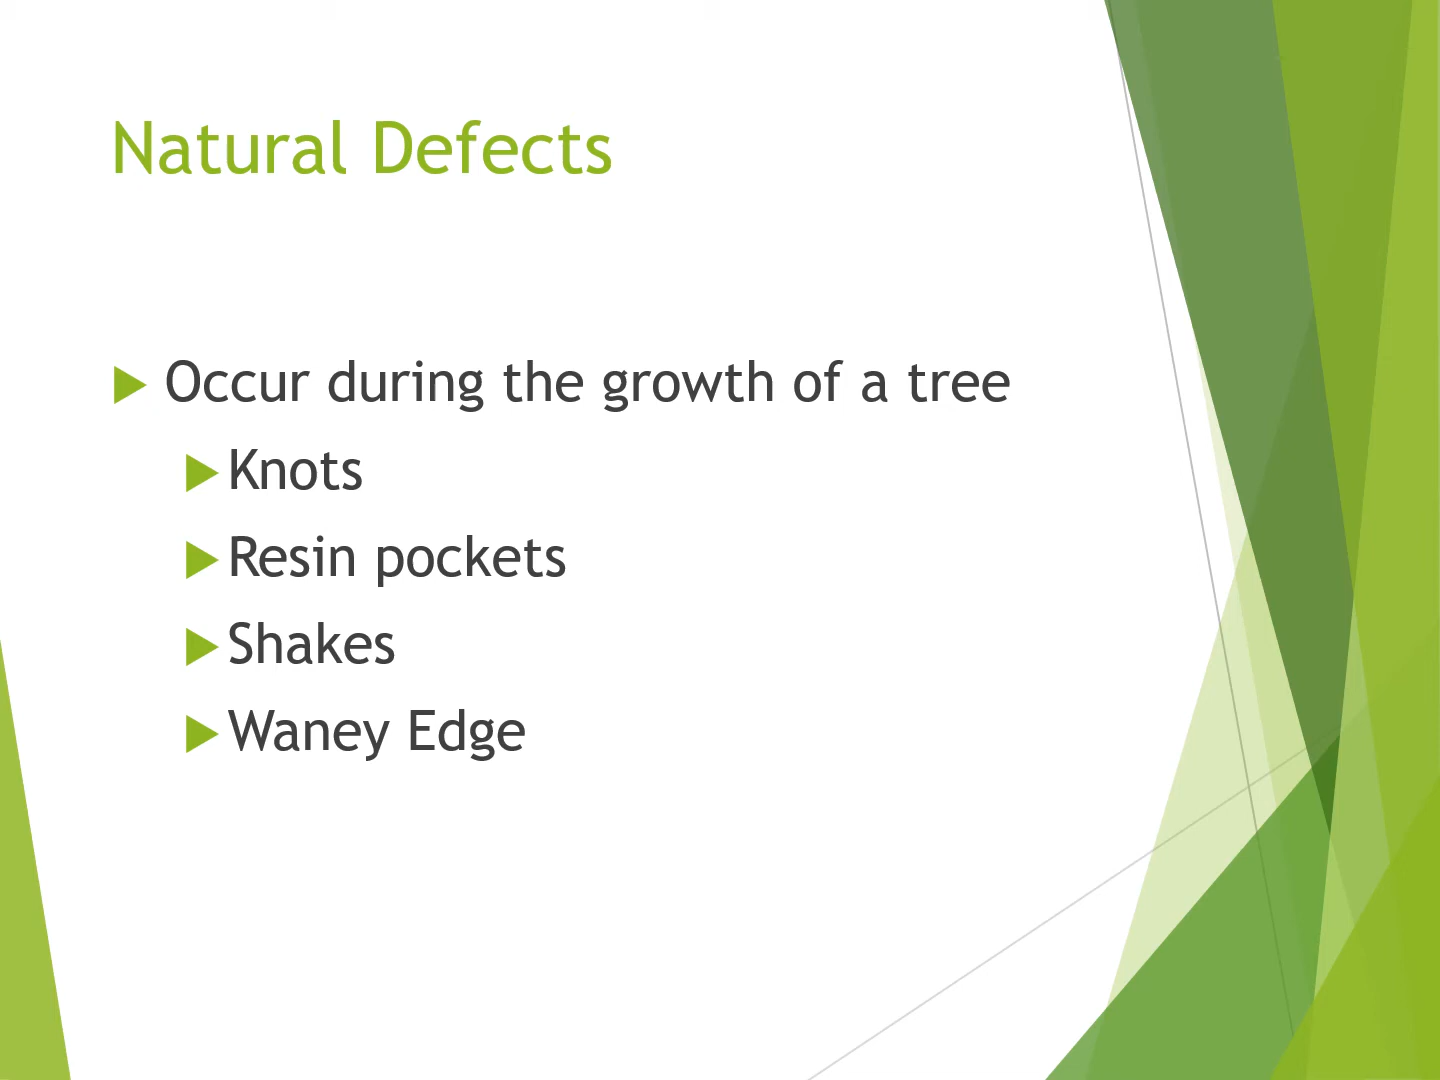 Natural Defects
Occur during the growth of a tree
Knots
Resin pockets
Shakes
Waney Edge